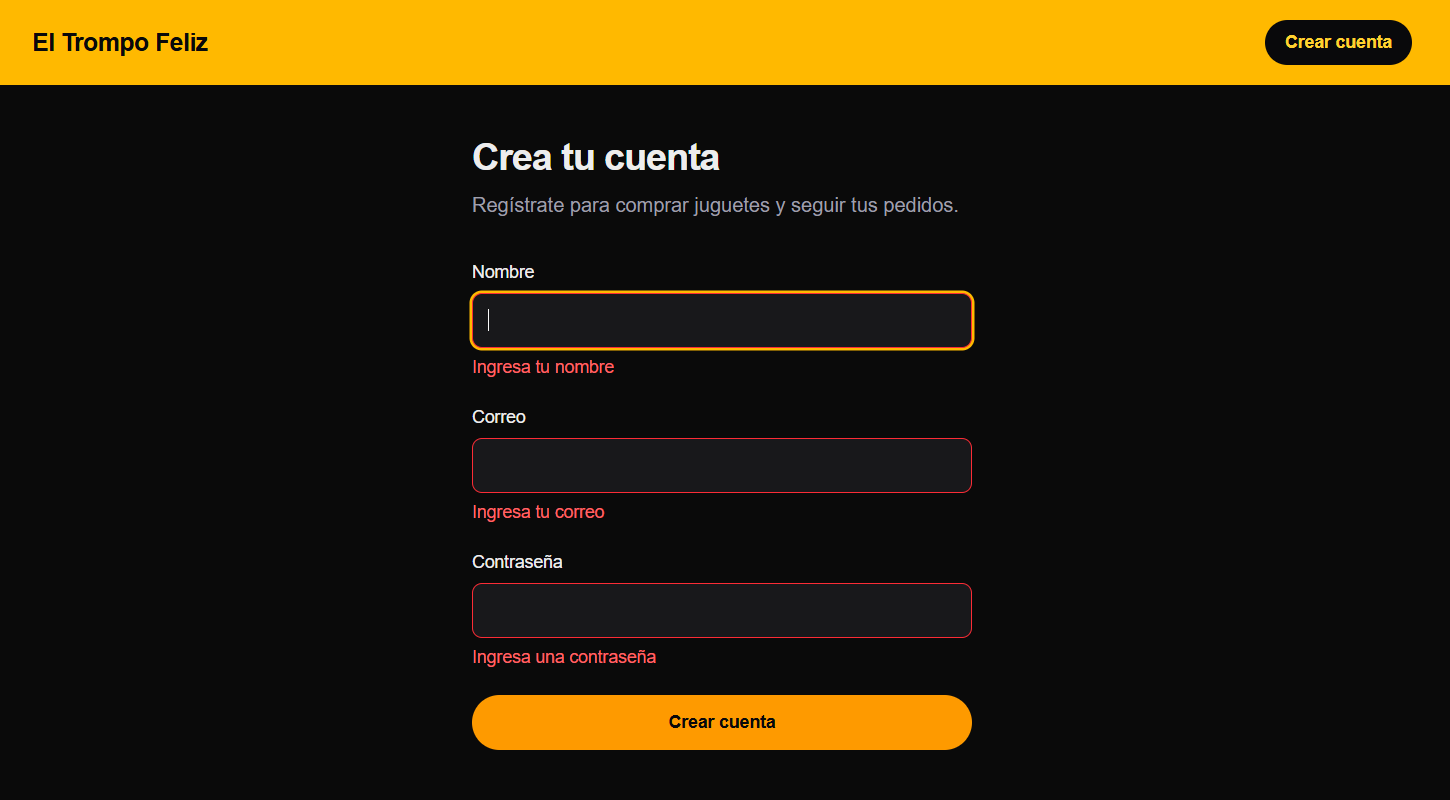 El Trompo Feliz
Crear cuenta
Crea tu cuenta
Regístrate para comprar juguetes y seguir tus pedidos.
Nombre
Ingresa tu nombre
Correo
Ingresa tu correo
Contraseña
Ingresa una contraseña
Crear cuenta